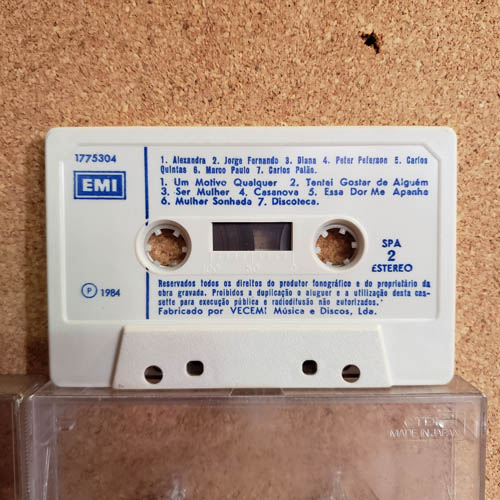 1775304
EMI
1. Alexandra 2. Jorge Fernando 3. Diana 4. Peter Peterson 5. Carlos
Quintas 6. Marco Paulo 7. Carlos Paião.
1. Um Motivo Qualquer 2. Tentei Gostar de Alguém
3. Ser Mulher 4. Casanova 5. Essa Dor Me Apanha
6. Mulher Sonhada 7. Discoteca.
SPA
2
ESTEREO
100 50 0
P 1984
Reservados todos os direitos do produtor fonográfico e do proprietário da
obra gravada. Proibidos a duplicação o aluguer e a utilização desta cas-
sette para execução pública e radiodifusão não autorizados.
Fabricado por VECEMI Música e Discos, Lda.
MADE IN JAPAN